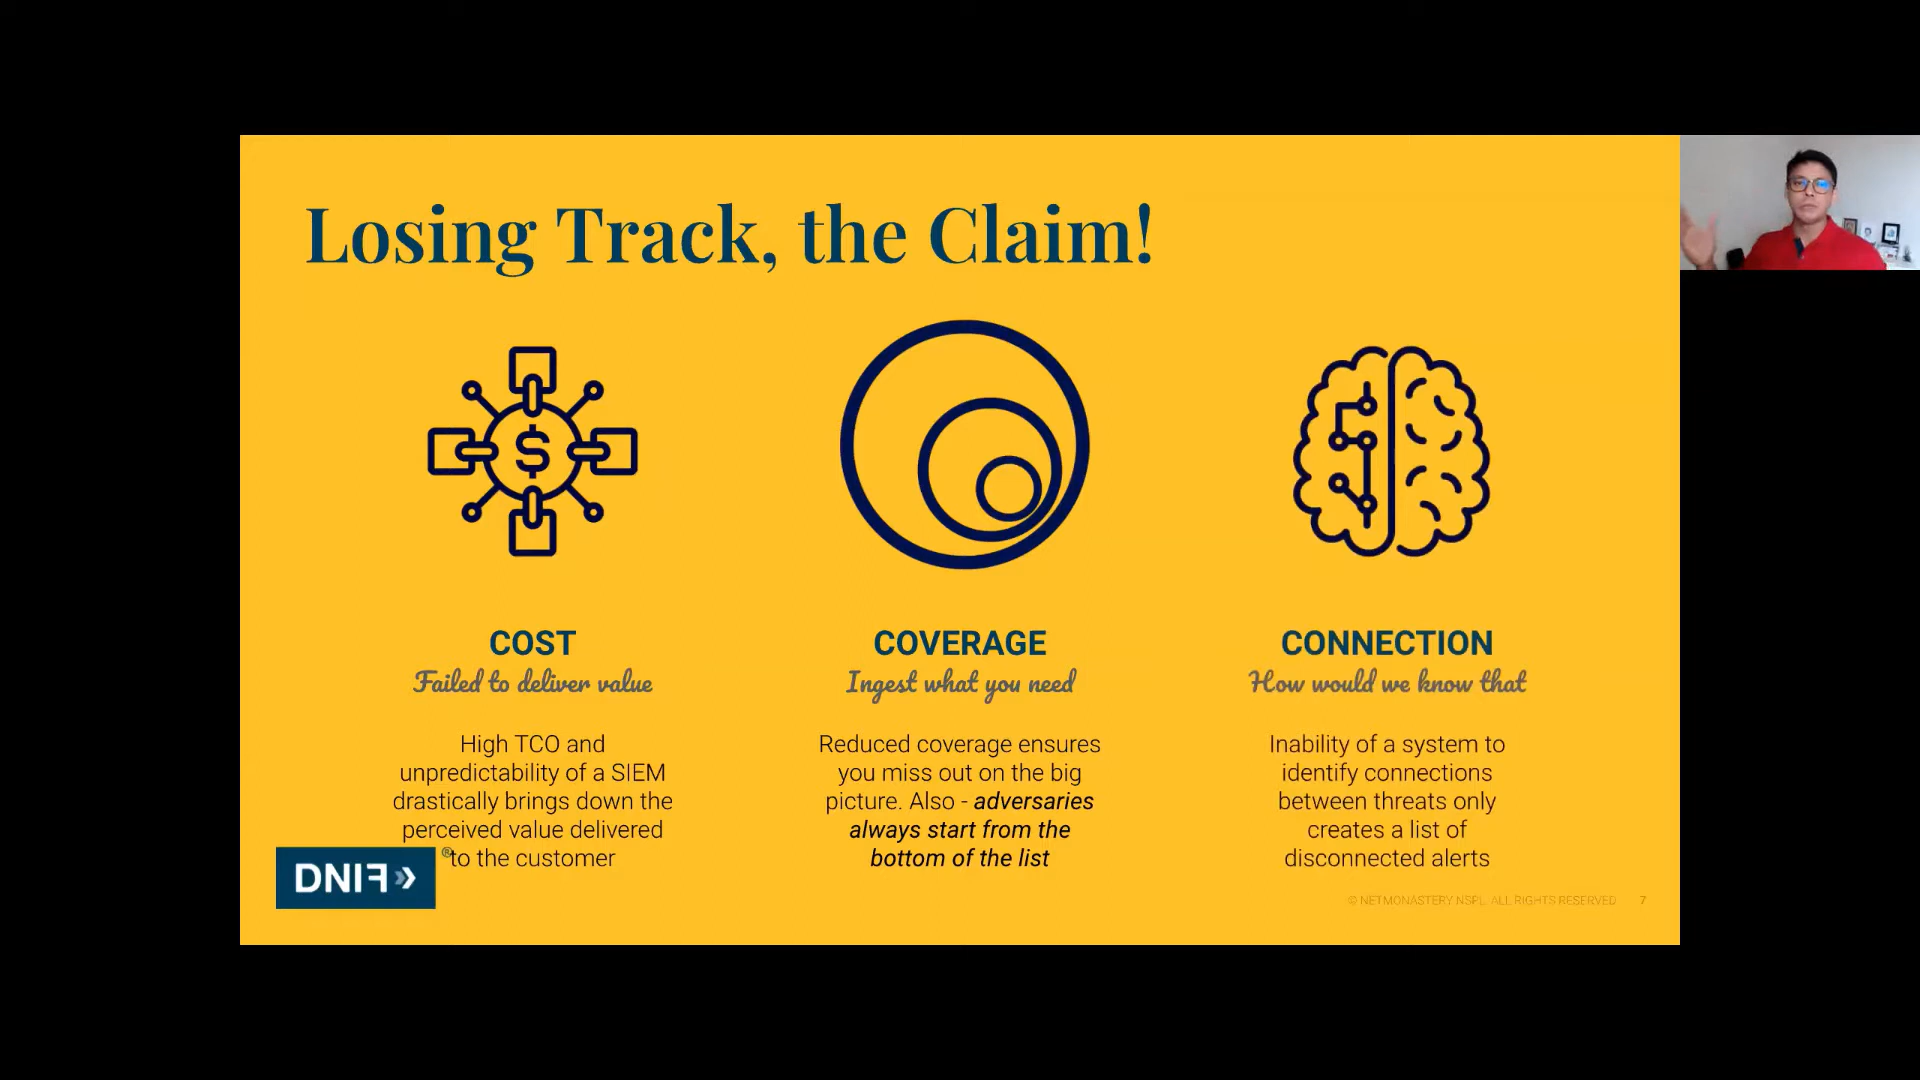 Losing Track, the Claim!
$
COST
Failed to deliver value
High TCO and
unpredictability of a SIEM
drastically brings down the
perceived value delivered
to the customer
COVERAGE
Ingest what you need
Reduced coverage ensures
you miss out on the big
picture. Also - adversaries
always start from the
bottom of the list
CONNECTION
How would we know that
Inability of a system to
identify connections
between threats only
creates a list of
disconnected alerts
DNIF ®
© NETMONASTERY NSPL. ALL RIGHTS RESERVED 7